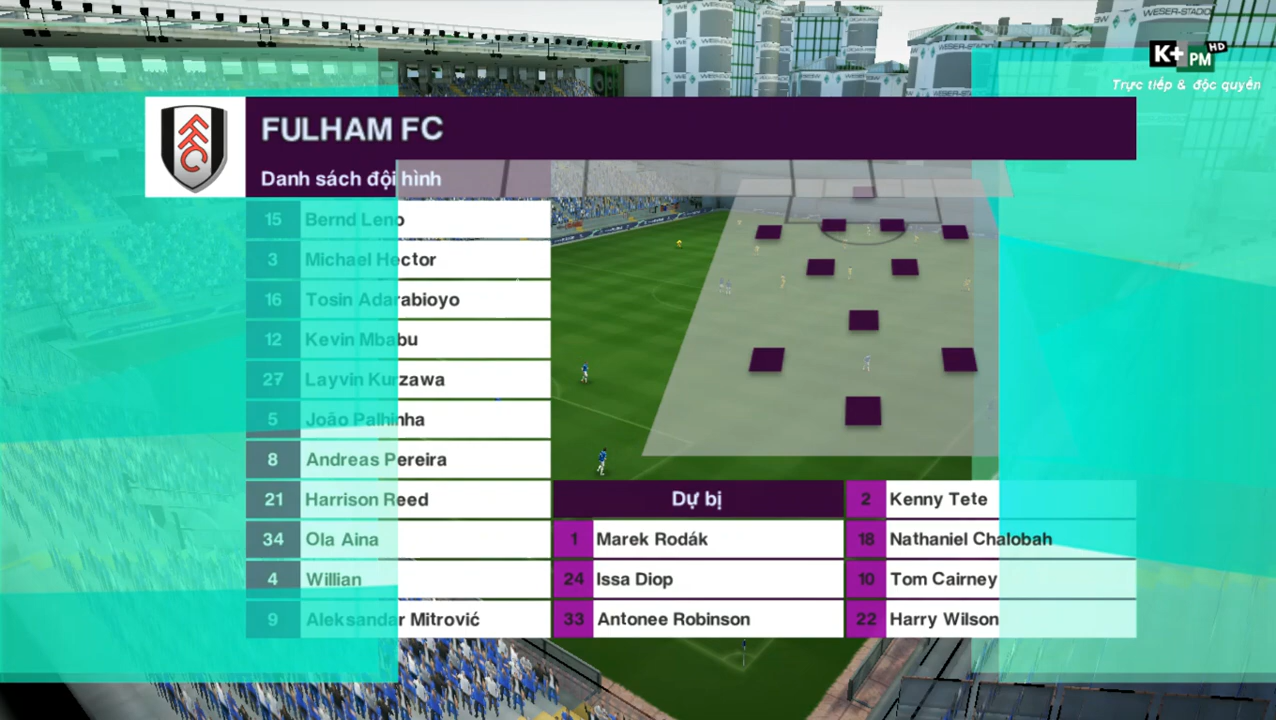 WESER-STADION
K+ PM HD
Trực tiếp & độc quyền
FFC
FULHAM FC
Danh sách đội hình
15 Bernd Leno
3 Michael Hector
16 Tosin Adarabioyo
12 Kevin Mbabu
27 Layvin Kurzawa
5 João Palhinha
8 Andreas Pereira
21 Harrison Reed
34 Ola Aina
4 Willian
9 Aleksandar Mitrović
Dự bị
1 Marek Rodák
24 Issa Diop
33 Antonee Robinson
2 Kenny Tete
18 Nathaniel Chalobah
10 Tom Cairney
22 Harry Wilson